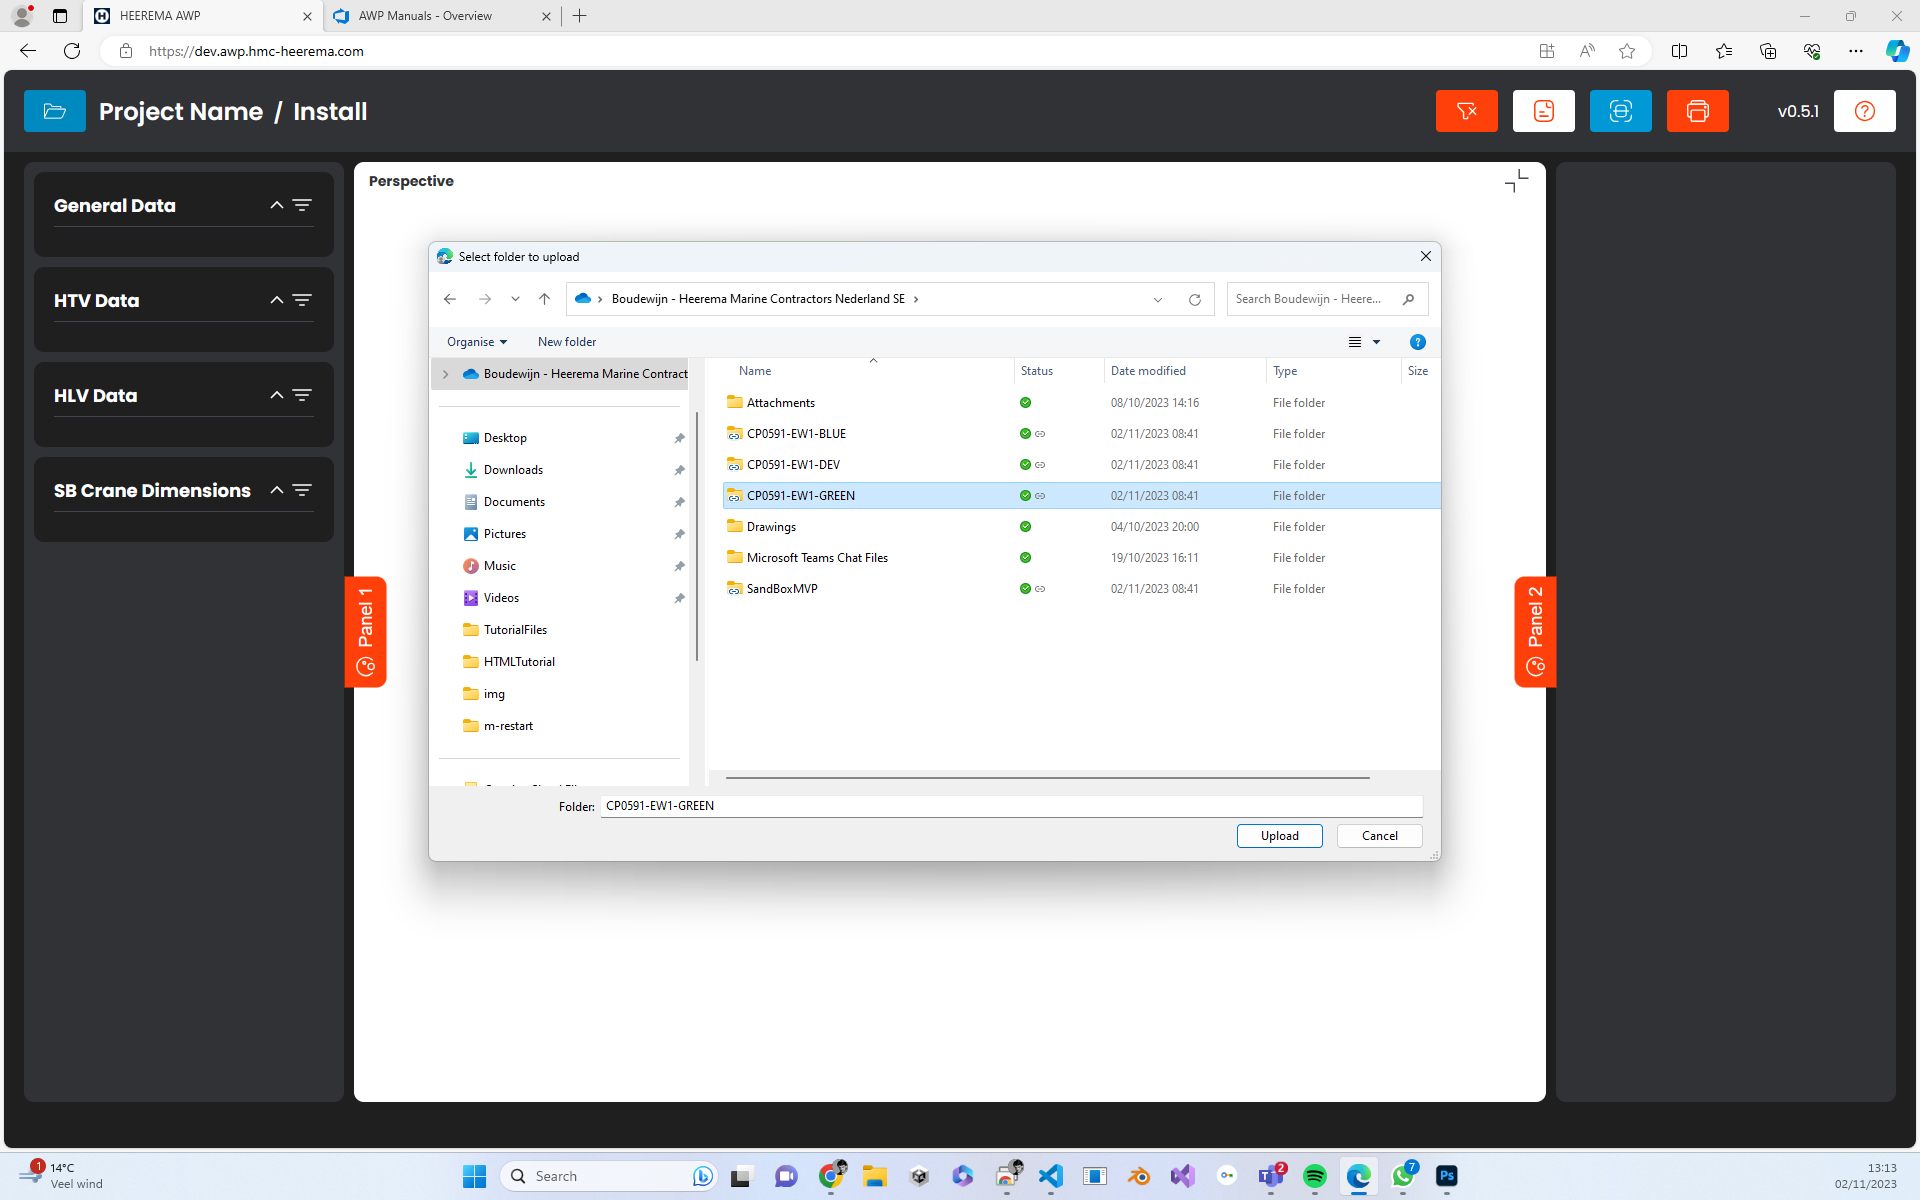 HEEREMA AWP
AWP Manuals - Overview
https://dev.awp.hmc-heerema.com
Project Name / Install
v0.5.1
General Data
HTV Data
HLV Data
SB Crane Dimensions
Perspective
Panel 1
Panel 2
Select folder to upload
Boudewijn - Heerema Marine Contractors Nederland SE
Search Boudewijn - Heere...
Organise
New folder
Boudewijn - Heerema Marine Contract
Desktop
Downloads
Documents
Pictures
Music
Videos
TutorialFiles
HTMLTutorial
img
m-restart
Name Status Date modified Type Size
Attachments 08/10/2023 14:16 File folder
CP0591-EW1-BLUE 02/11/2023 08:41 File folder
CP0591-EW1-DEV 02/11/2023 08:41 File folder
CP0591-EW1-GREEN 02/11/2023 08:41 File folder
Drawings 04/10/2023 20:00 File folder
Microsoft Teams Chat Files 19/10/2023 16:11 File folder
SandBoxMVP 02/11/2023 08:41 File folder
Folder: CP0591-EW1-GREEN
Upload
Cancel
1
14°C
Veel wind
Search
2
7
Ps
13:13
02/11/2023